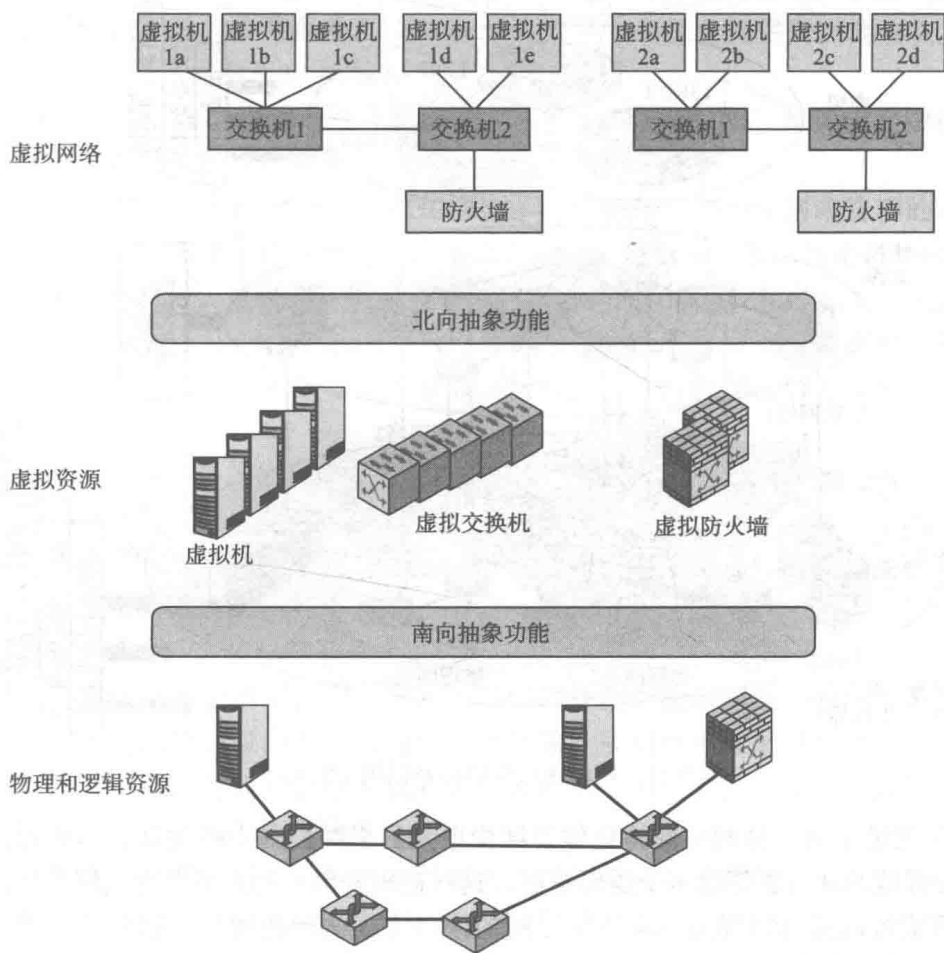 虚拟机 1a
虚拟机 1b
虚拟机 1c
虚拟机 1d
虚拟机 1e
虚拟机 2a
虚拟机 2b
虚拟机 2c
虚拟机 2d
交换机1
交换机2
交换机1
交换机2
虚拟网络
防火墙
防火墙
北向抽象功能
虚拟资源
虚拟机
虚拟交换机
虚拟防火墙
南向抽象功能
物理和逻辑资源